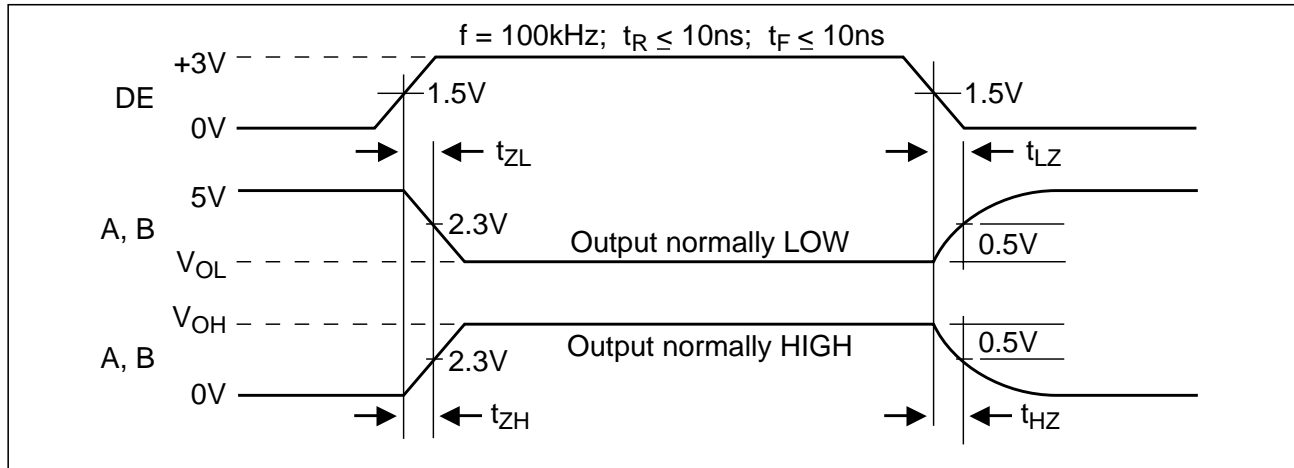 f = 100kHz; tR ≤ 10ns; tF ≤ 10ns
+3V
DE
1.5V
1.5V
0V
tZL
tLZ
5V
A, B
2.3V
Output normally LOW
0.5V
VOL
VOH
A, B
2.3V
Output normally HIGH
0.5V
0V
tZH
tHZ